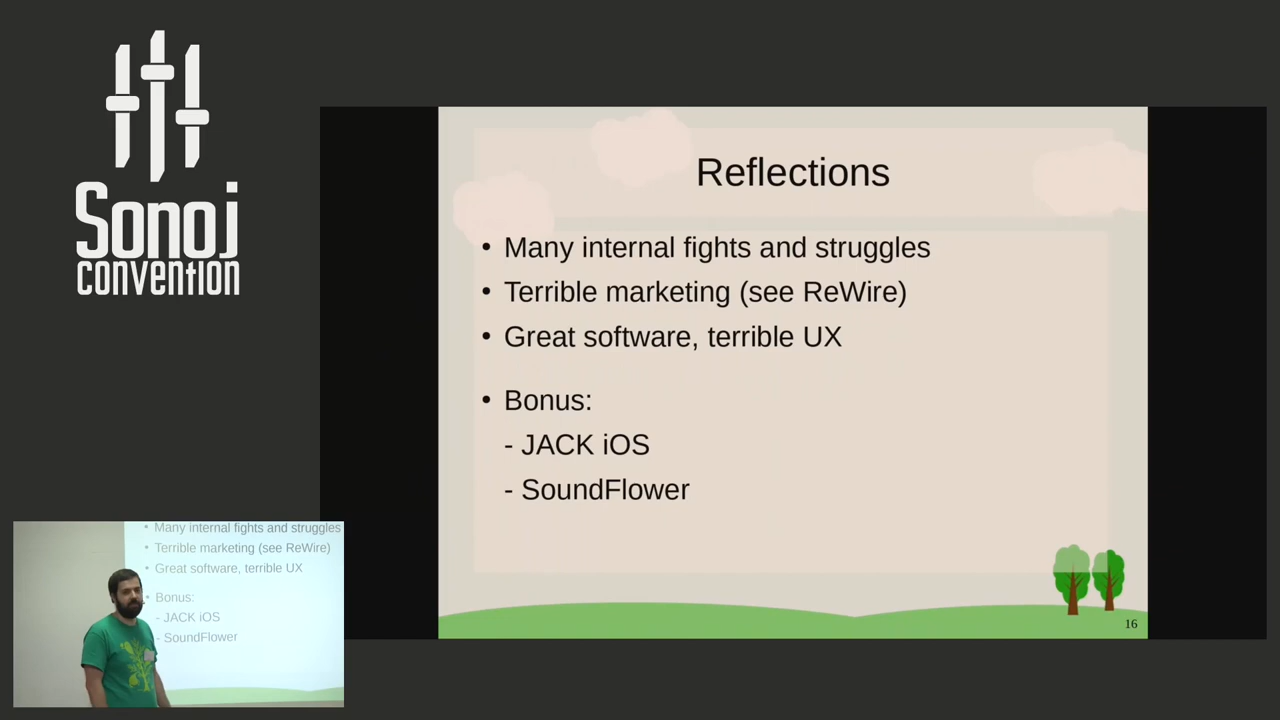 Sonoj
convention
Reflections
• Many internal fights and struggles
• Terrible marketing (see ReWire)
• Great software, terrible UX
• Bonus:
- JACK iOS
- SoundFlower
16
• Many internal fights and struggles
• Terrible marketing (see ReWire)
• Great software, terrible UX
• Bonus:
- JACK iOS
- SoundFlower